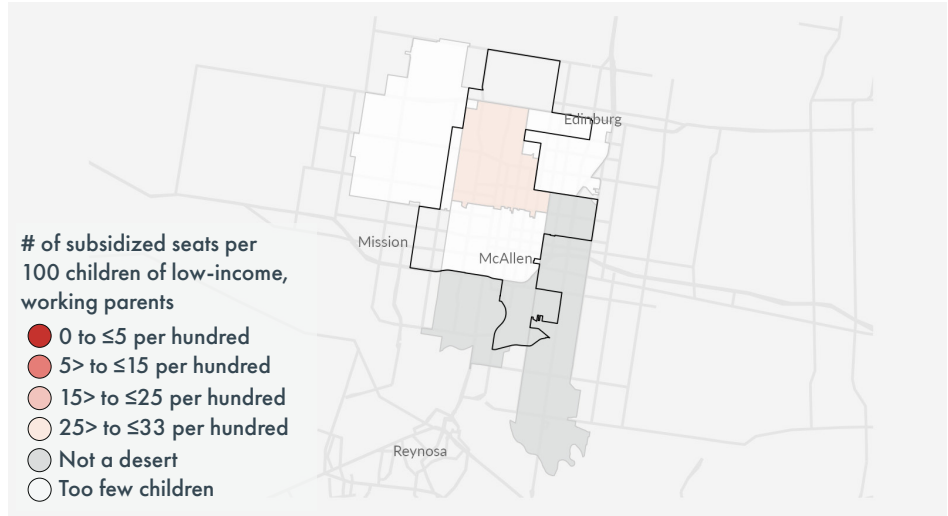 Edinburg
Mission
McAllen
Reynosa
# of subsidized seats per
100 children of low-income,
working parents
0 to ≤5 per hundred
5> to ≤15 per hundred
15> to ≤25 per hundred
25> to ≤33 per hundred
Not a desert
Too few children